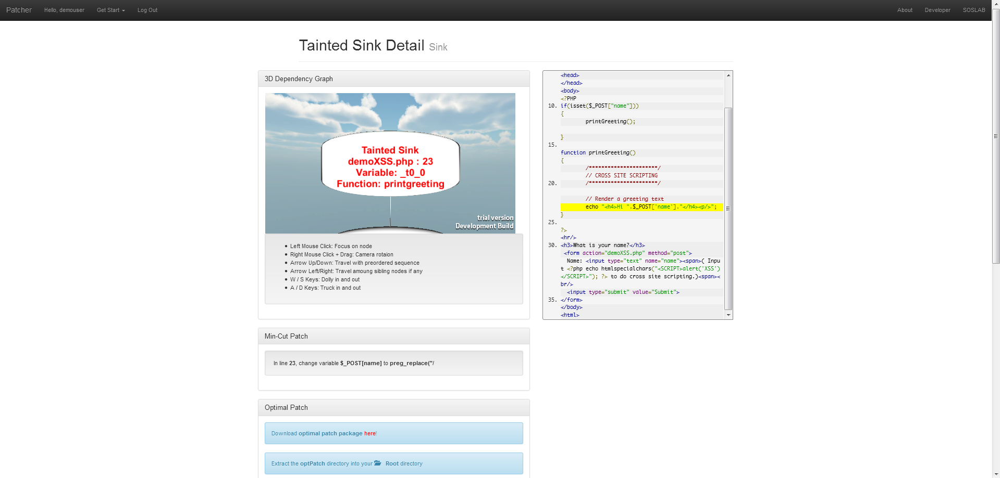 Patcher Hello, demouser Get Start Log Out About Developer SOSLAB
Tainted Sink Detail Sink
3D Dependency Graph
Tainted Sink
demoXSS.php : 23
Variable: _t0_0
Function: printgreeting
trial version
Development Build
Left Mouse Click: Focus on node
Right Mouse Click + Drag: Camera rotaion
Arrow Up/Down: Travel with preordered sequence
Arrow Left/Right: Travel amoung sibling nodes if any
W / S Keys: Dolly in and out
A / D Keys: Truck in and out
Min-Cut Patch
In line 23, change variable $_POST[name] to preg_replace("/
Optimal Patch
Download optimal patch package here!
Extract the optPatch directory into your Root directory
<head>
</head>
<body>
<?PHP
10. if(isset($_POST["name"]))
{
printGreeting();
}
15.
function printGreeting()
{
/**********************/
// CROSS SITE SCRIPTING
20. /**********************/
// Render a greeting text
echo "<h4>Hi ".$_POST['name']."</h4><p/>";
}
25.
?>
<hr/>
30. <h3>What is your name?</h3>
<form action="demoXSS.php" method="post">
Name: <input type="text" name="name"><span>( Inpu
t <?php echo htmlspecialchars("<SCRIPT>alert('XSS')
</SCRIPT>"); ?> to do cross site scripting.)<span><
br/>
<input type="submit" value="Submit">
35. </form>
</body>
<html>